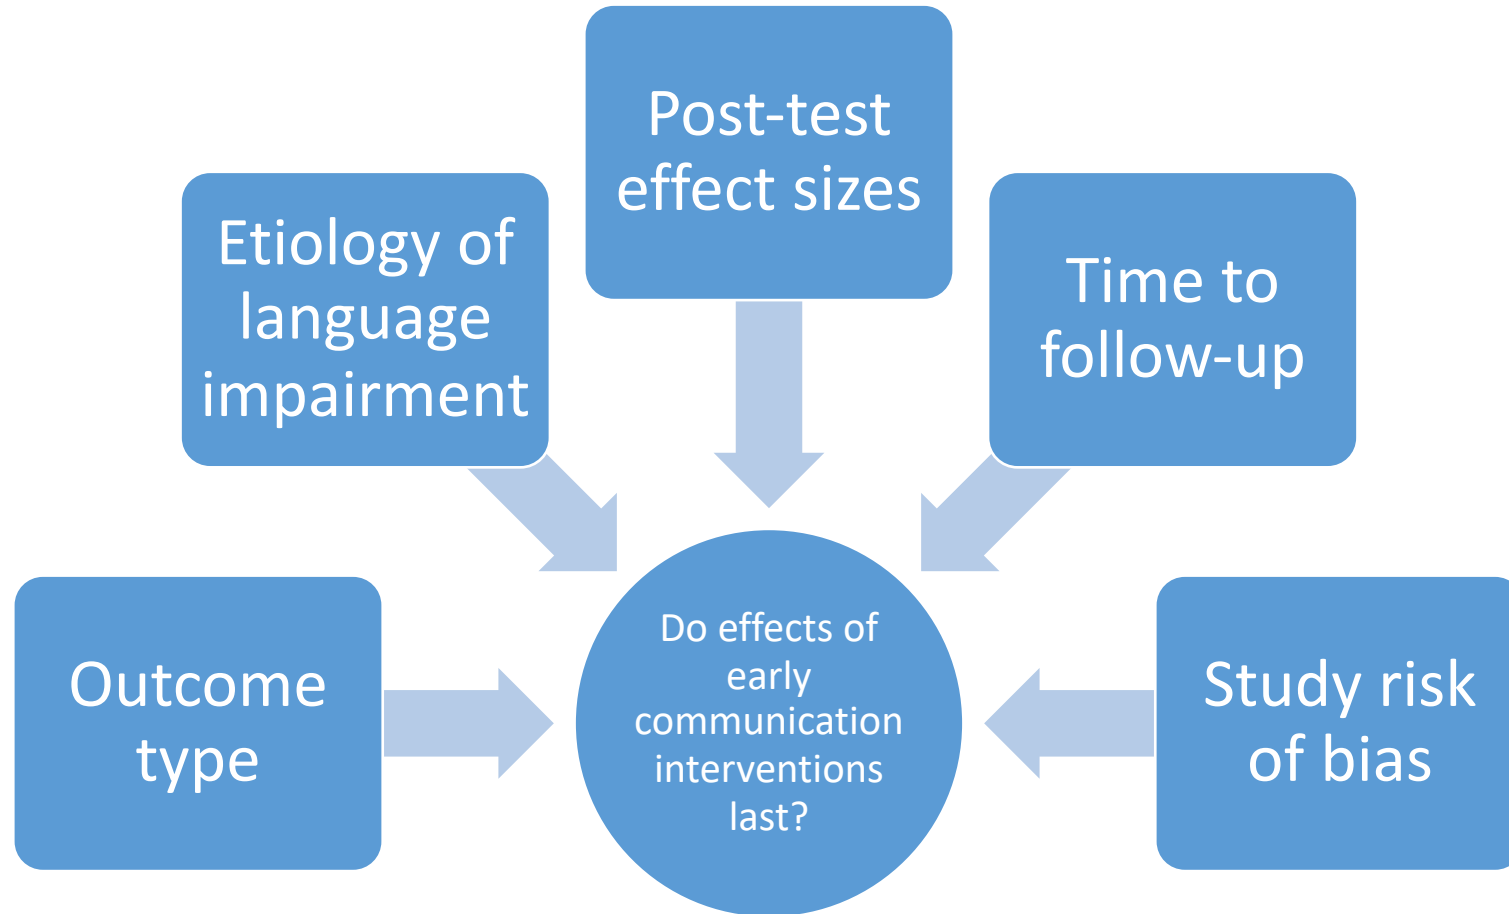 Post-test
effect sizes
Etiology of
language
impairment
Time to
follow-up
Outcome
type
Do effects of
early
communication
interventions
last?
Study risk
of bias